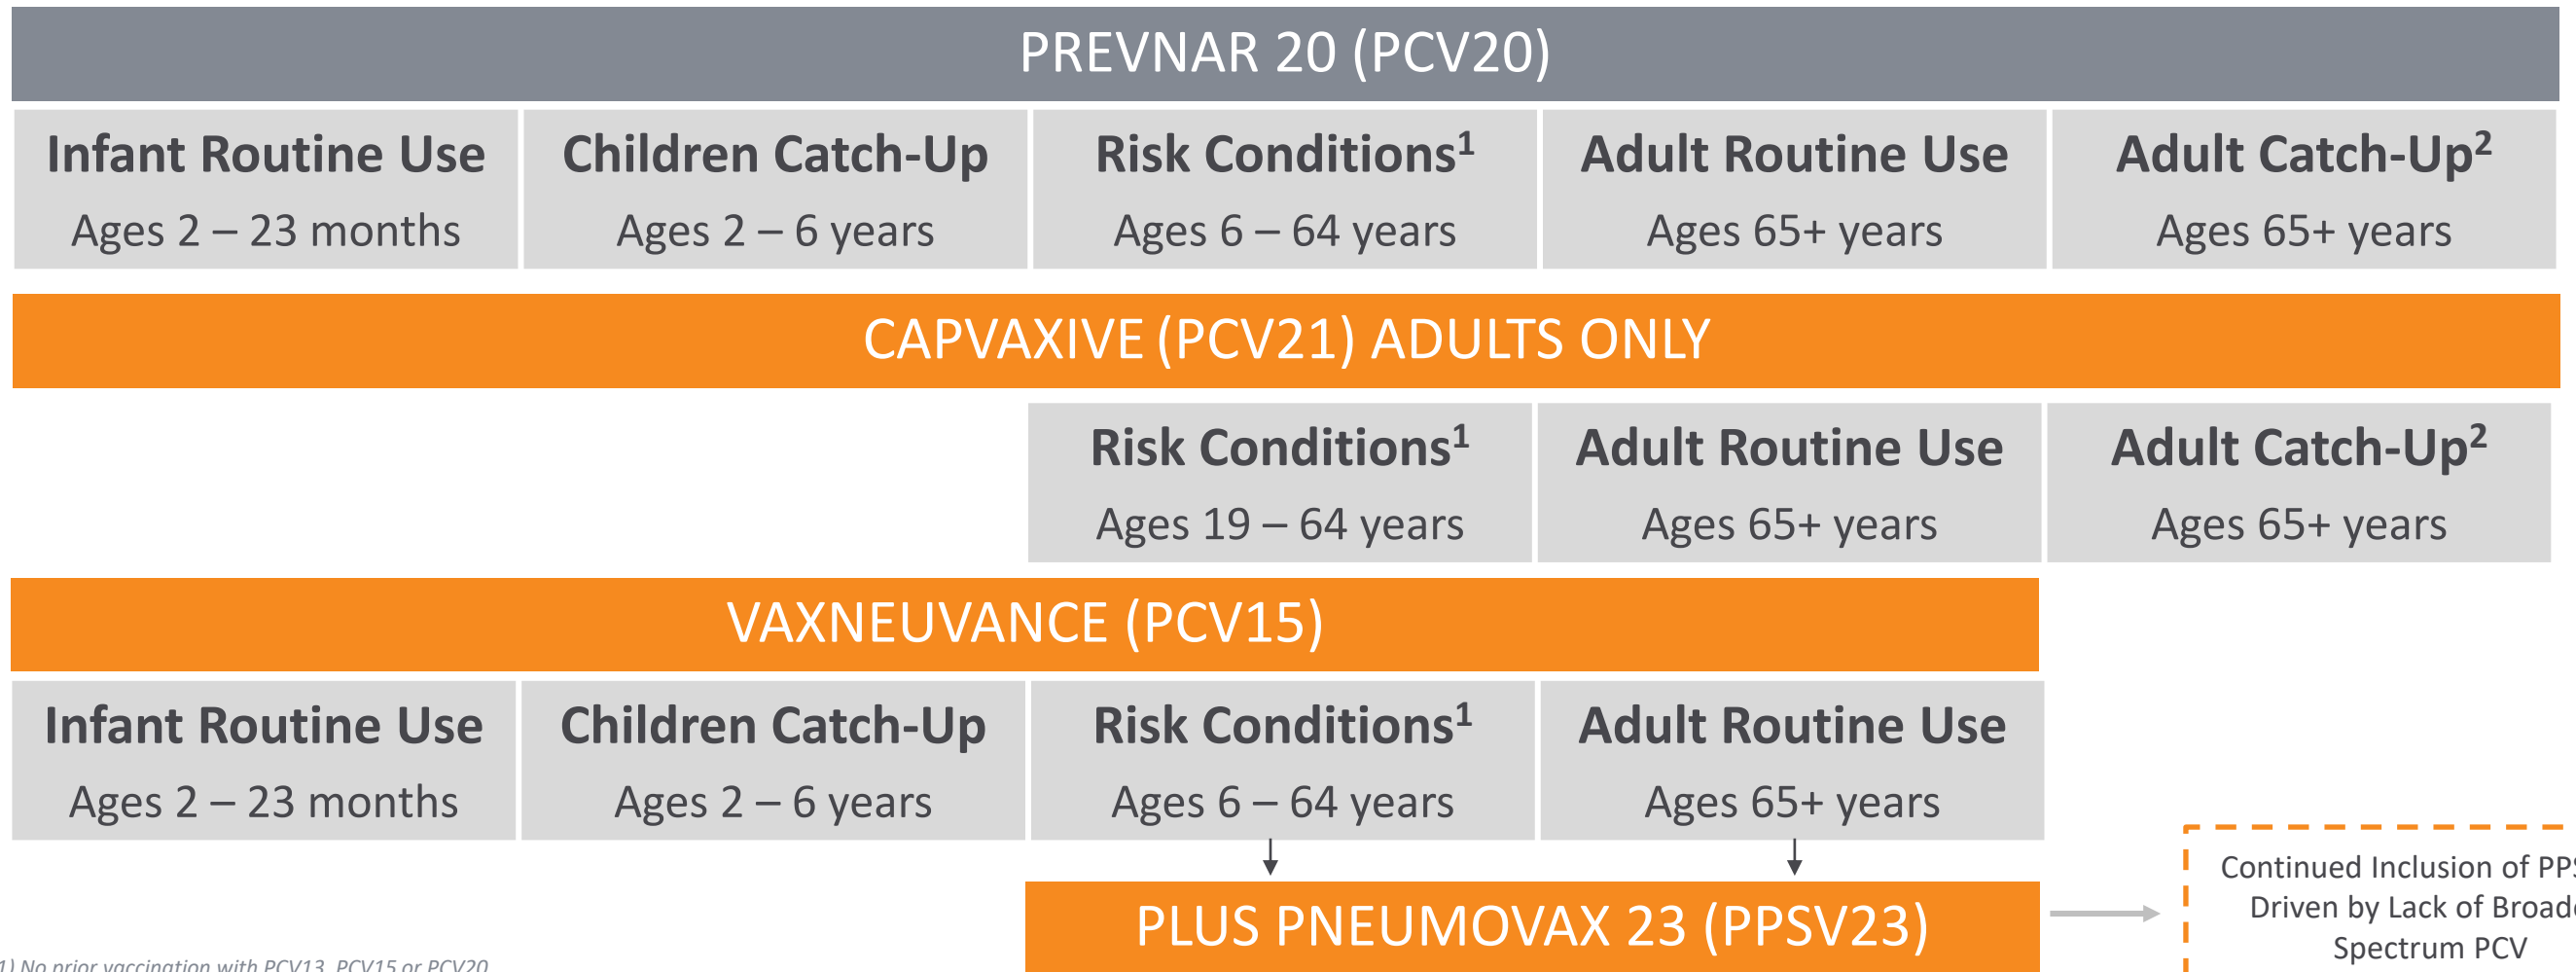 PREVNAR 20 (PCV20)
Infant Routine Use
Ages 2 – 23 months
Children Catch-Up
Ages 2 – 6 years
Risk Conditions¹
Ages 6 – 64 years
Adult Routine Use
Ages 65+ years
Adult Catch-Up²
Ages 65+ years
CAPVAXIVE (PCV21) ADULTS ONLY
Risk Conditions¹
Ages 19 – 64 years
Adult Routine Use
Ages 65+ years
Adult Catch-Up²
Ages 65+ years
VAXNEUVANCE (PCV15)
Infant Routine Use
Ages 2 – 23 months
Children Catch-Up
Ages 2 – 6 years
Risk Conditions¹
Ages 6 – 64 years
Adult Routine Use
Ages 65+ years
PLUS PNEUMOVAX 23 (PPSV23)
Continued Inclusion of
Driven by Lack of
Spectrum PCV
1) No prior vaccination with PCV13, PCV15 or PCV20